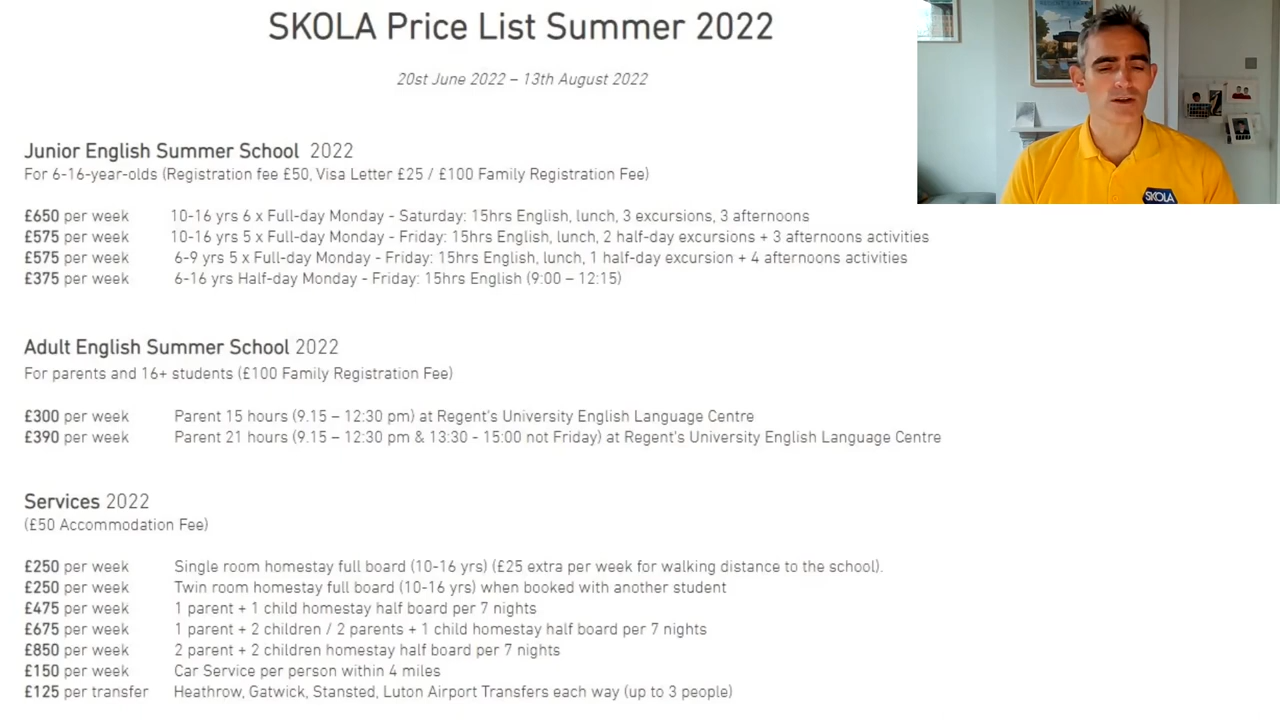 SKOLA Price List Summer 2022
20st June 2022 – 13th August 2022
Junior English Summer School 2022
For 6-16-year-olds (Registration fee £50, Visa Letter £25 / £100 Family Registration Fee)
£650 per week 10-16 yrs 6 x Full-day Monday - Saturday: 15hrs English, lunch, 3 excursions, 3 afternoons
£575 per week 10-16 yrs 5 x Full-day Monday - Friday: 15hrs English, lunch, 2 half-day excursions + 3 afternoons activities
£575 per week 6-9 yrs 5 x Full-day Monday - Friday: 15hrs English, lunch, 1 half-day excursion + 4 afternoons activities
£375 per week 6-16 yrs Half-day Monday - Friday: 15hrs English (9:00 – 12:15)
Adult English Summer School 2022
For parents and 16+ students (£100 Family Registration Fee)
£300 per week Parent 15 hours (9.15 – 12:30 pm) at Regent's University English Language Centre
£390 per week Parent 21 hours (9.15 – 12:30 pm & 13:30 - 15:00 not Friday) at Regent's University English Language Centre
Services 2022
(£50 Accommodation Fee)
£250 per week Single room homestay full board (10-16 yrs) (£25 extra per week for walking distance to the school).
£250 per week Twin room homestay full board (10-16 yrs) when booked with another student
£475 per week 1 parent + 1 child homestay half board per 7 nights
£675 per week 1 parent + 2 children / 2 parents + 1 child homestay half board per 7 nights
£850 per week 2 parent + 2 children homestay half board per 7 nights
£150 per week Car Service per person within 4 miles
£125 per transfer Heathrow, Gatwick, Stansted, Luton Airport Transfers each way (up to 3 people)
SKOLA